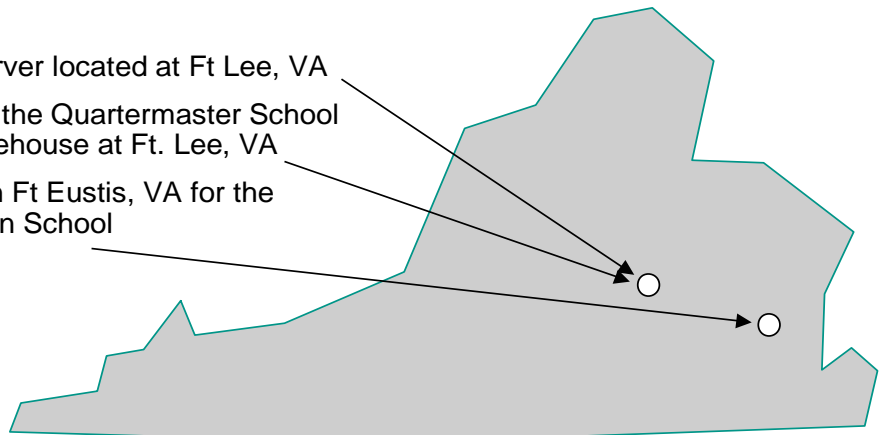 rver located at Ft Lee, VA
the Quartermaster School
ehouse at Ft. Lee, VA
n Ft Eustis, VA for the
n School